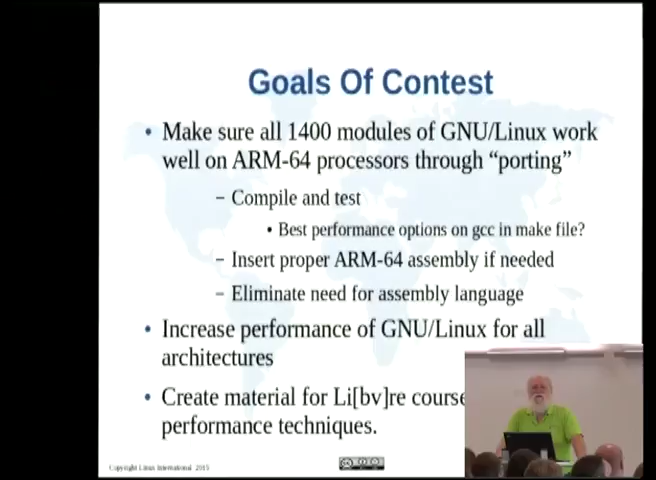 Goals Of Contest
• Make sure all 1400 modules of GNU/Linux work
well on ARM-64 processors through “porting”
– Compile and test
• Best performance options on gcc in make file?
– Insert proper ARM-64 assembly if needed
– Eliminate need for assembly language
• Increase performance of GNU/Linux for all
architectures
• Create material for Li[bv]re course
performance techniques.
Copyright Linux International 2015